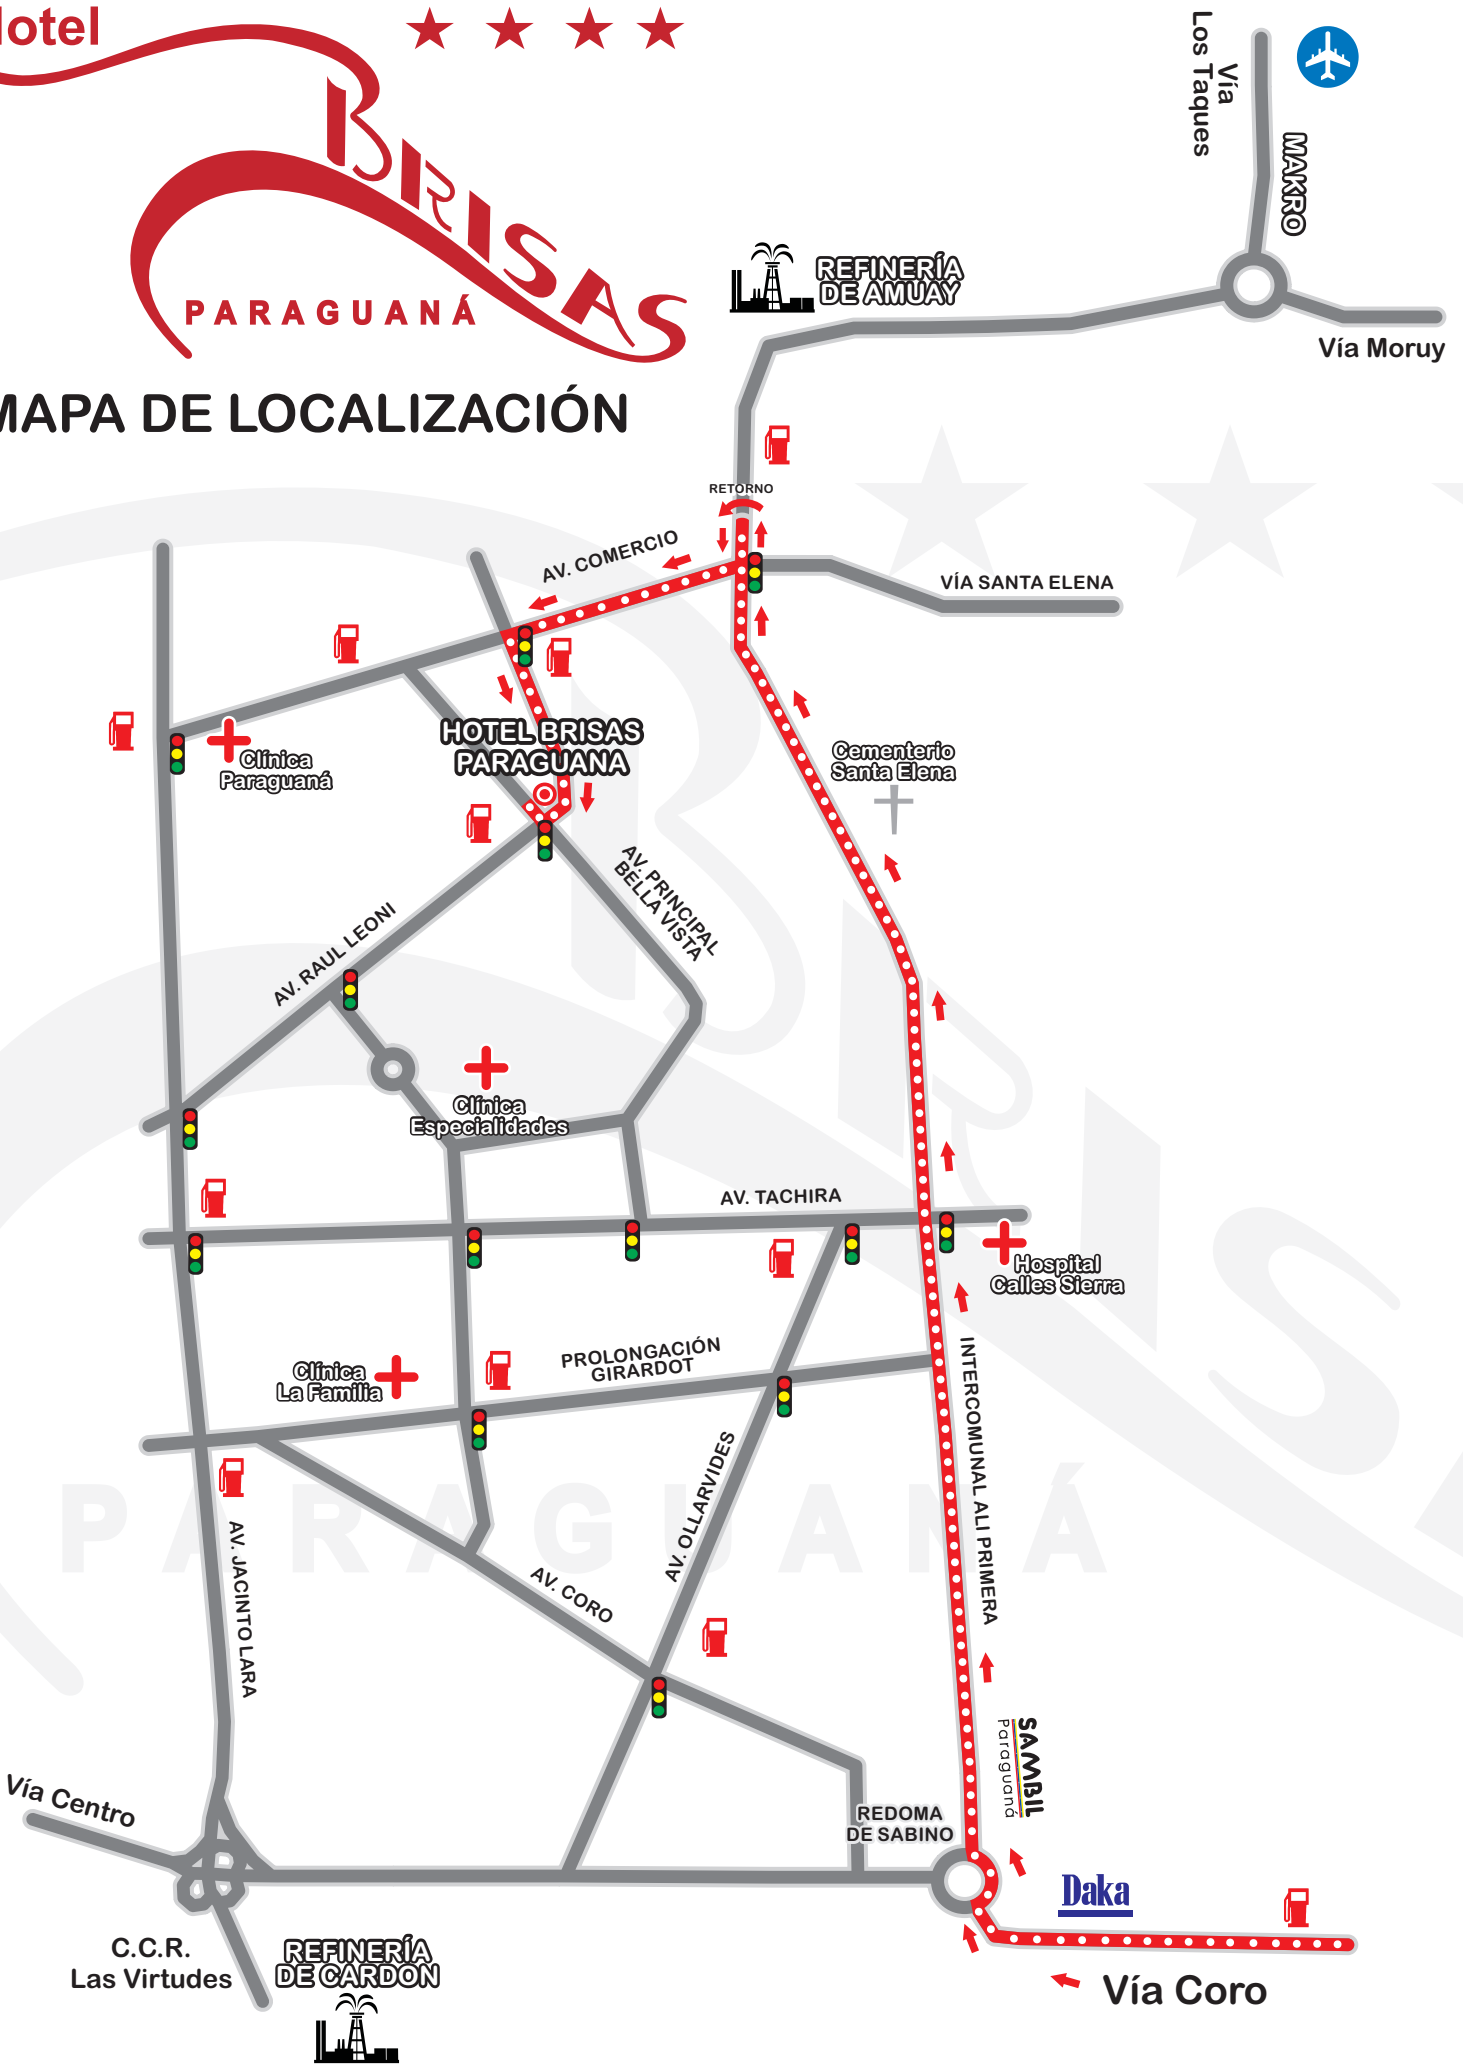 Hotel
BRISAS
PARAGUANÁ
MAPA DE LOCALIZACIÓN
Vía
Los Taques
MAKRO
REFINERÍA
DE AMUAY
Vía Moruy
RETORNO
AV. COMERCIO
VÍA SANTA ELENA
HOTEL BRISAS
PARAGUANA
Clínica
Paraguaná
Cementerio
Santa Elena
AV. PRINCIPAL
BELLA VISTA
AV. RAUL LEONI
Clínica
Especialidades
AV. TACHIRA
Hospital
Calles Sierra
PROLONGACIÓN
GIRARDOT
Clínica
La Familia
INTERCOMUNAL ALI PRIMERA
AV. OLLARVIDES
AV. JACINTO LARA
AV. CORO
PARAGUANÁ
SAMBIL
Paraguaná
Vía Centro
REDOMA
DE SABINO
Daka
C.C.R.
Las Virtudes
REFINERÍA
DE CARDON
Vía Coro